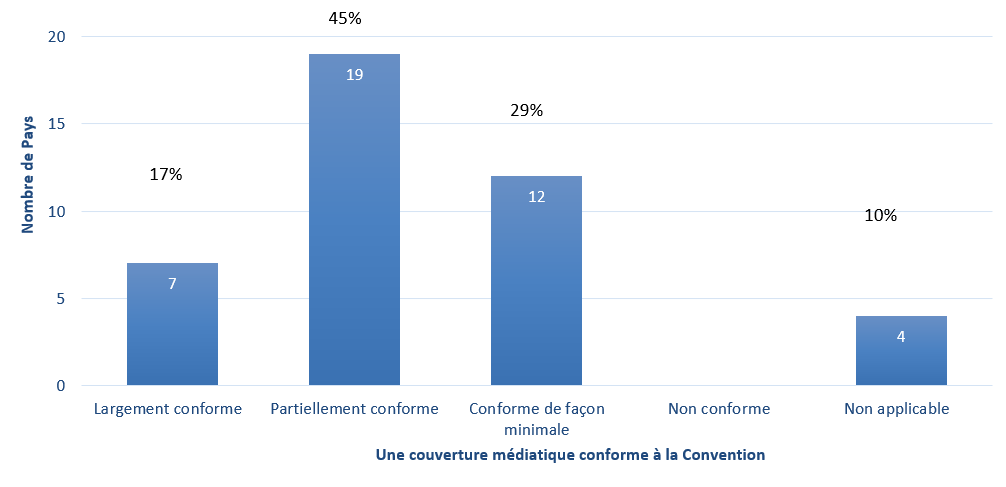 45%
20
19
15
29%
17%
12
10
10%
7
5
4
0
Nombre de Pays
Largement conforme
Partiellement conforme
Conforme de façon
minimale
Non conforme
Non applicable
Une couverture médiatique conforme à la Convention